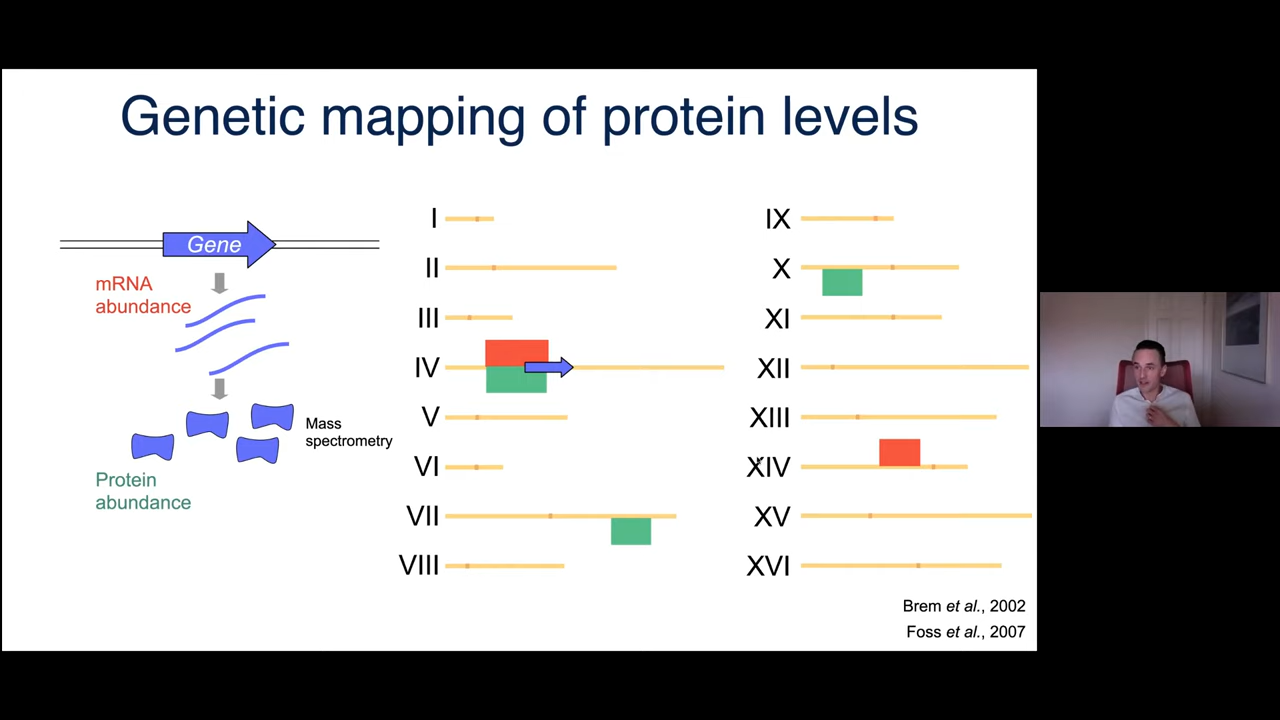 Genetic mapping of protein levels
Gene
mRNA
abundance
Mass
spectrometry
Protein
abundance
I
II
III
IV
V
VI
VII
VIII
IX
X
XI
XII
XIII
XIV
XV
XVI
Brem et al., 2002
Foss et al., 2007